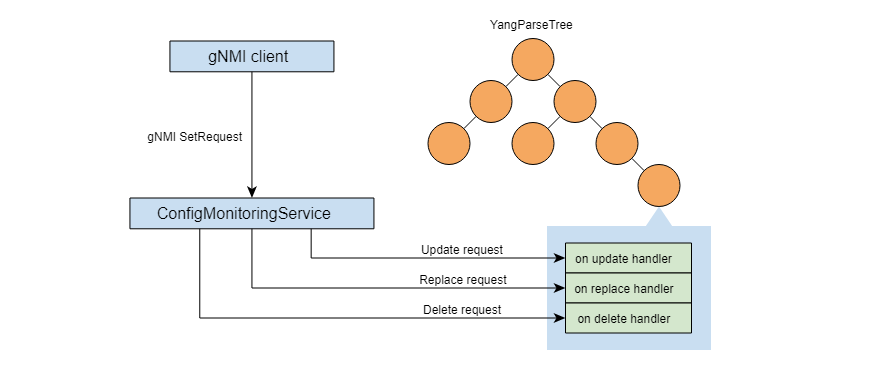 YangParseTree
gNMI client
gNMI SetRequest
ConfigMonitoringService
Update request
on update handler
Replace request
on replace handler
Delete request
on delete handler